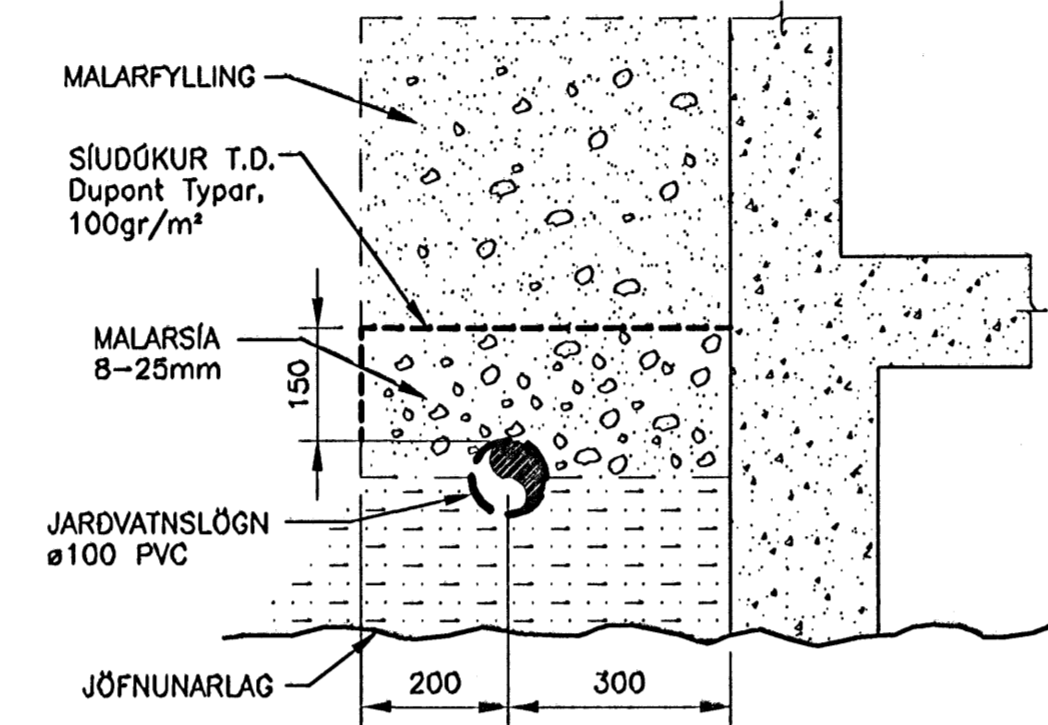 MALARFYLLING
SÍUDÚKUR T.D.
Dupont Typar,
100gr/m²
MALARSÍA
8-25mm
150
JARÐVATNSLÖGN
ø100 PVC
JÖFNUNARLAG
200
300